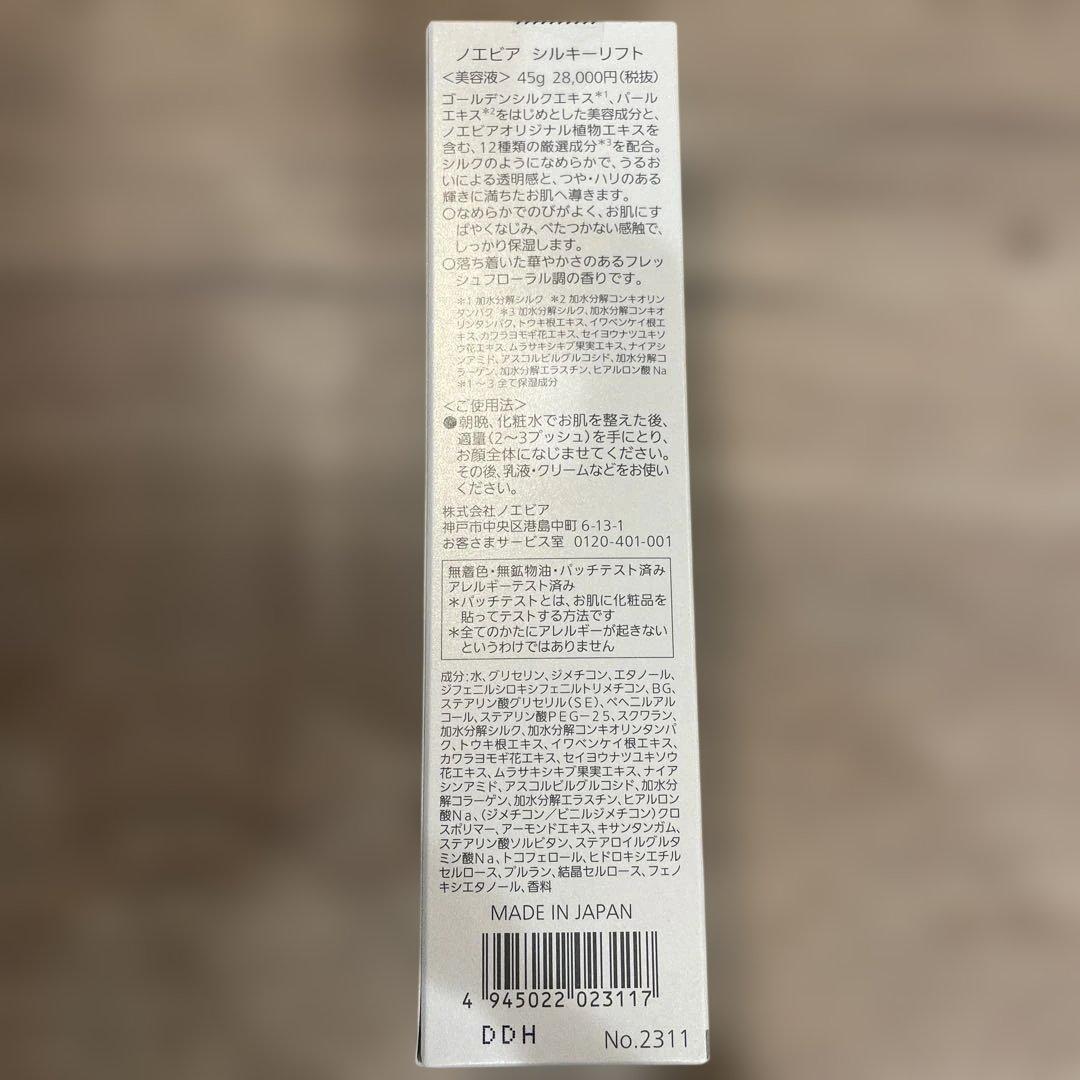 ノエビア シルキーリフト
＜美容液＞ 45g 28,000円（税抜）
ゴールデンシルクエキス＊1、パール
エキス＊2をはじめとした美容成分と、
ノエビアオリジナル植物エキスを
含む、12種類の厳選成分＊3を配合。
シルクのようになめらかで、うるお
いによる透明感と、つや・ハリのある
輝きに満ちたお肌へ導きます。
○なめらかでのびがよく、お肌にす
ばやくなじみ、べたつかない感触で、
しっかり保湿します。
○落ち着いた華やかさのあるフレッ
シュフローラル調の香りです。
＊1 加水分解シルク ＊2 加水分解コンキオリン
タンパク ＊3 加水分解シルク、加水分解コンキオ
リンタンパク、トウキ根エキス、イワベンケイ根エ
キス、カワラヨモギ花エキス、セイヨウナツユキソ
ウ花エキス、ムラサキシキブ果実エキス、ナイアシ
ンアミド、アスコルビルグルコシド、加水分解コ
ラーゲン、加水分解エラスチン、ヒアルロン酸 Na
＊1～3 全て保湿成分
＜ご使用法＞
●朝晩、化粧水でお肌を整えた後、
適量（2～3プッシュ）を手にとり、
お顔全体になじませてください。
その後、乳液・クリームなどをお使い
ください。
株式会社ノエビア
神戸市中央区港島中町 6-13-1
お客さまサービス室 0120-401-001
無着色・無鉱物油・パッチテスト済み
アレルギーテスト済み
＊パッチテストとは、お肌に化粧品を
貼ってテストする方法です
＊全てのかたにアレルギーが起きない
というわけではありません
成分：水、グリセリン、ジメチコン、エタノール、
ジフェニルシロキシフェニルトリメチコン、BG、
ステアリン酸グリセリル（SE）、ベヘニルアル
コール、ステアリン酸PEG－25、スクワラン、
加水分解シルク、加水分解コンキオリンタンパ
ク、トウキ根エキス、イワベンケイ根エキス、
カワラヨモギ花エキス、セイヨウナツユキソウ
花エキス、ムラサキシキブ果実エキス、ナイア
シンアミド、アスコルビルグルコシド、加水分
解コラーゲン、加水分解エラスチン、ヒアルロン
酸Na、（ジメチコン／ビニルジメチコン）クロ
スポリマー、アーモンドエキス、キサンタンガム、
ステアリン酸ソルビタン、ステアロイルグルタ
ミン酸Na、トコフェロール、ヒドロキシエチル
セルロース、プルラン、結晶セルロース、フェノ
キシエタノール、香料
MADE IN JAPAN
4 945022 023117
DDH No.2311